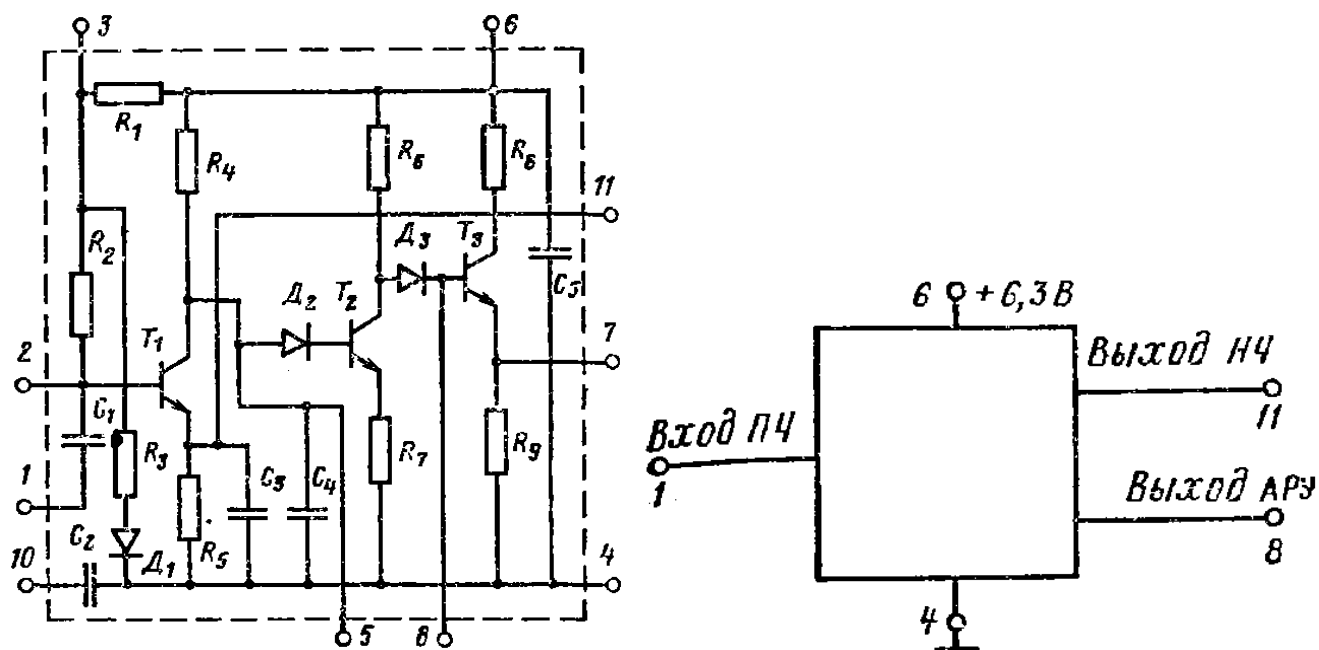 3
6
R1
R4
R6
R6
11
R2
Д3
T3
C5
Д2
T2
T1
7
2
C1
R3
C3
C4
R7
R9
1
C2
Д1
R5
10
4
5
8
6 + 6,3 В
Выход НЧ
11
Вход ПЧ
1
Выход АРУ
8
4